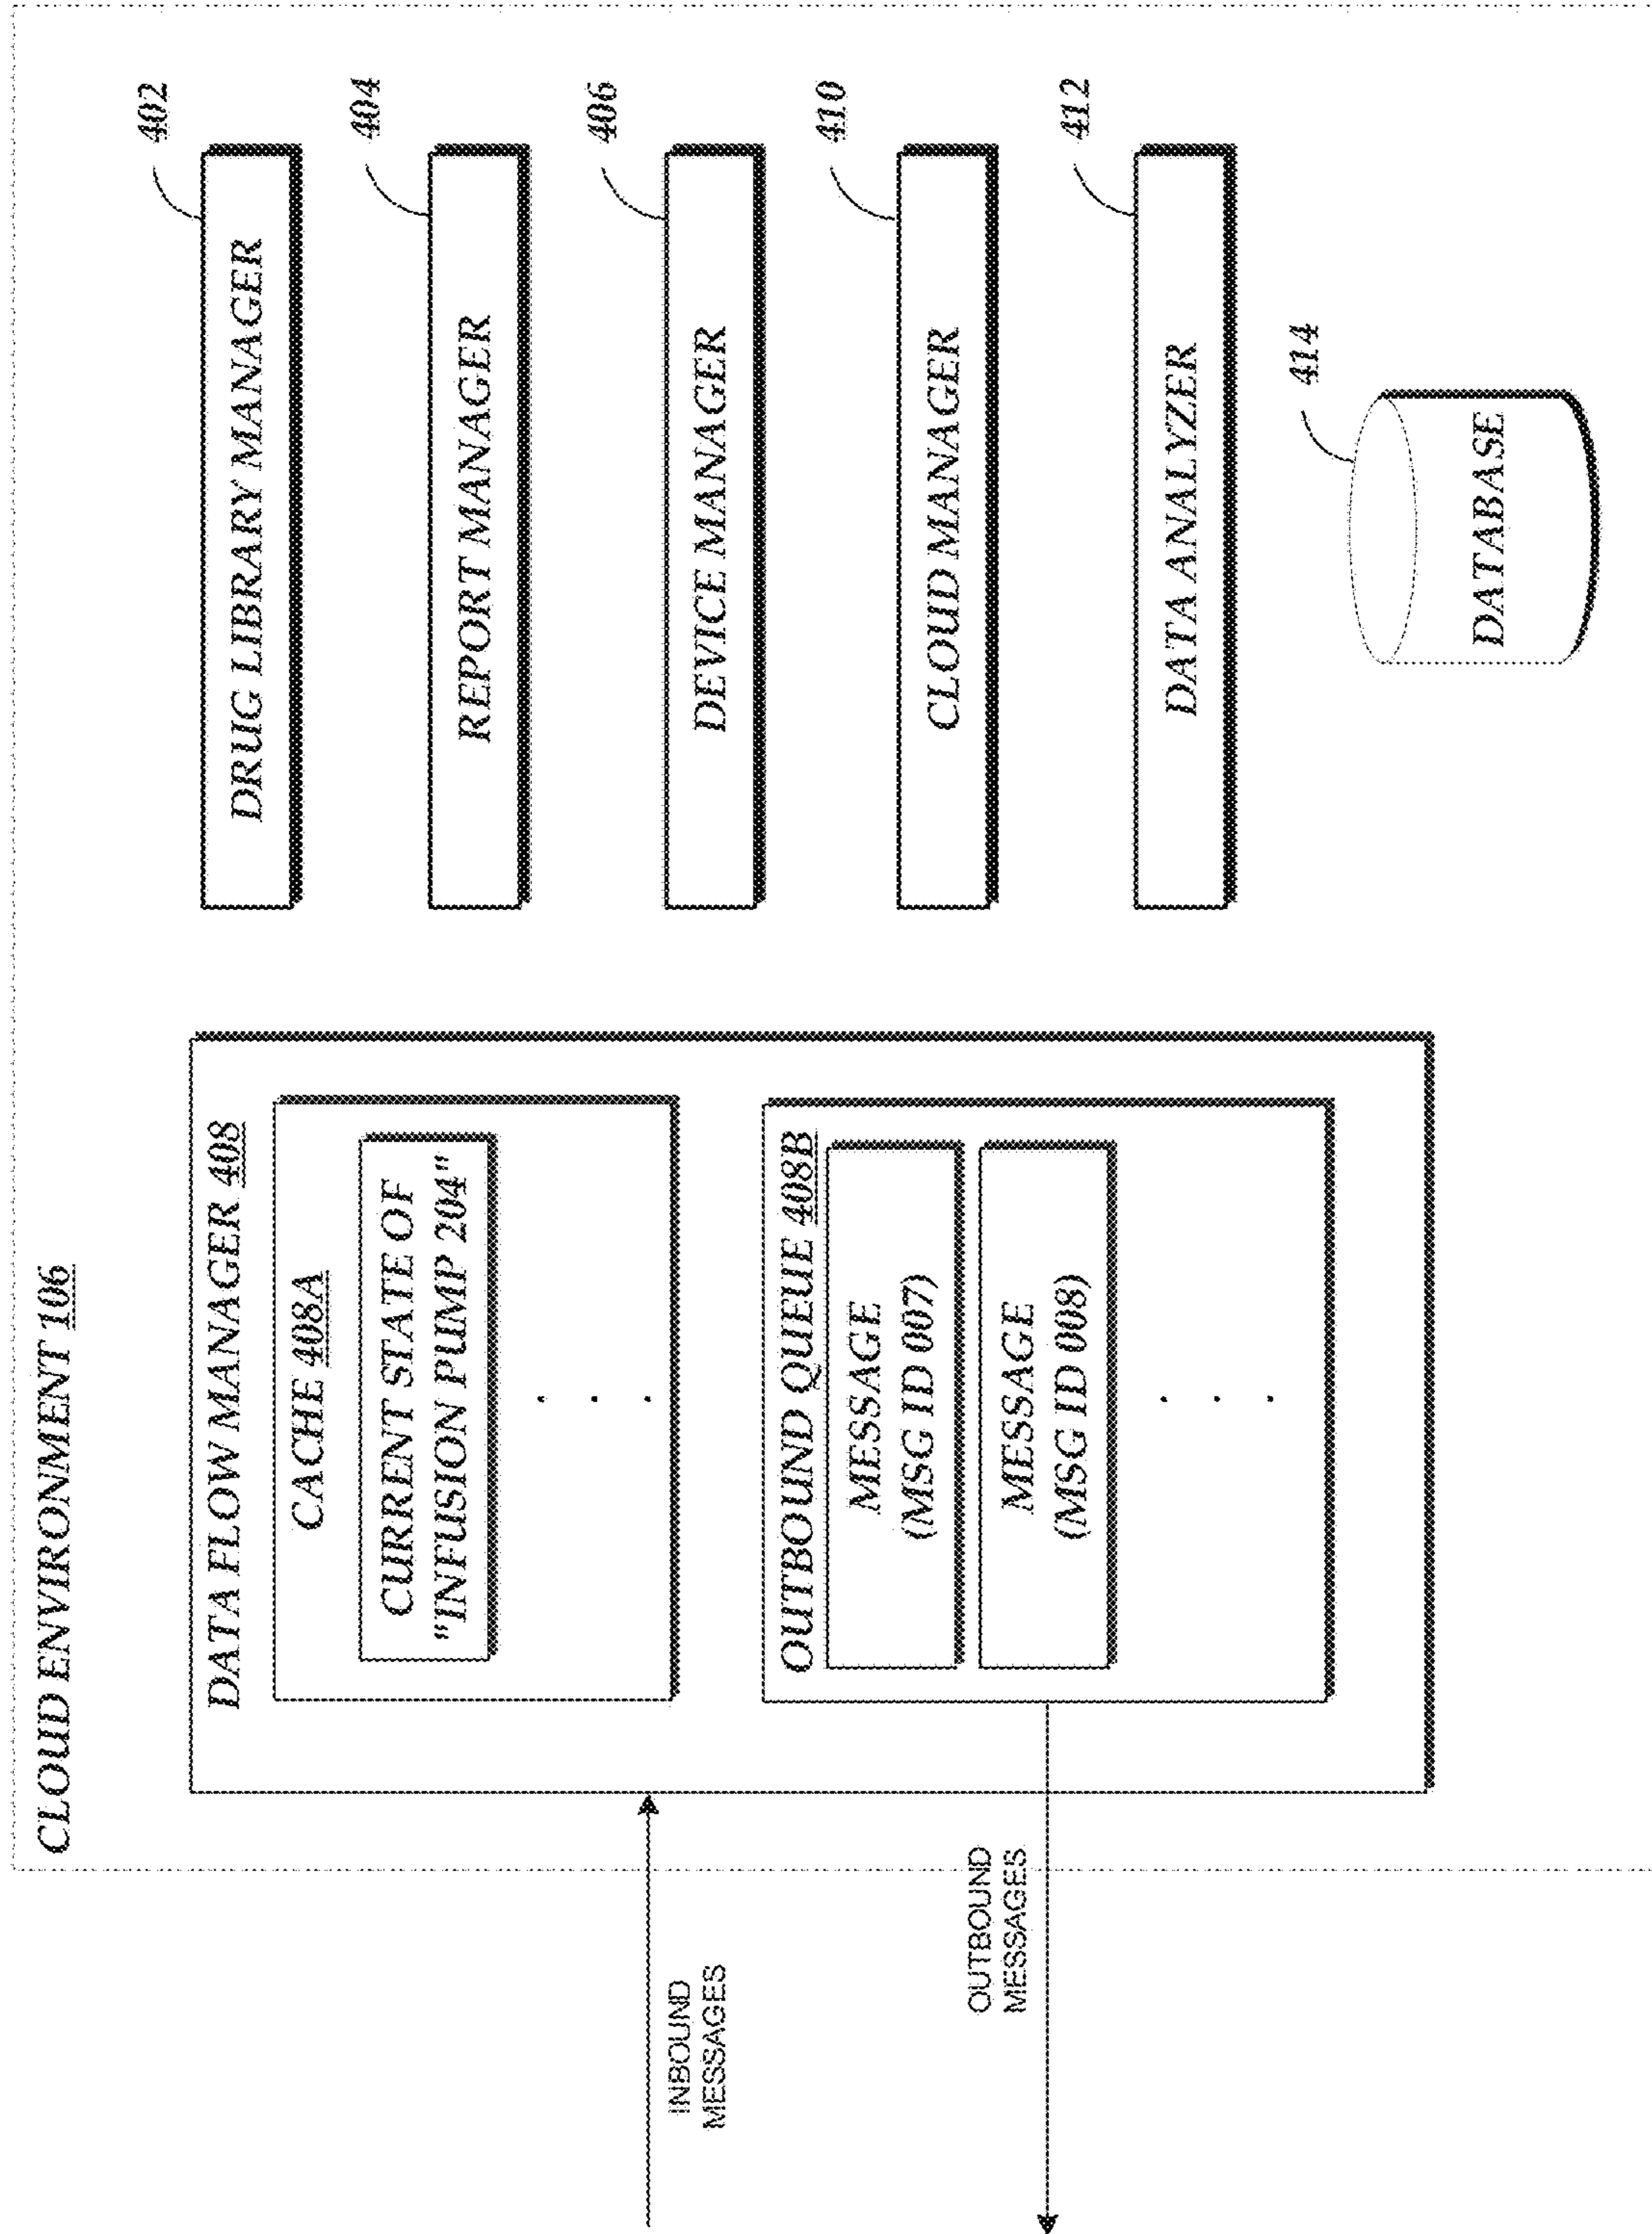 CLOUD ENVIRONMENT 106
DATA FLOW MANAGER 408
CACHE 408A
CURRENT STATE OF
"INFUSION PUMP 204"
.
.
.
OUTBOUND QUEUE 408B
MESSAGE
(MSG ID 007)
MESSAGE
(MSG ID 008)
.
.
.
INBOUND
MESSAGES
OUTBOUND
MESSAGES
402
DRUG LIBRARY MANAGER
404
REPORT MANAGER
406
DEVICE MANAGER
410
CLOUD MANAGER
412
DATA ANALYZER
414
DATABASE